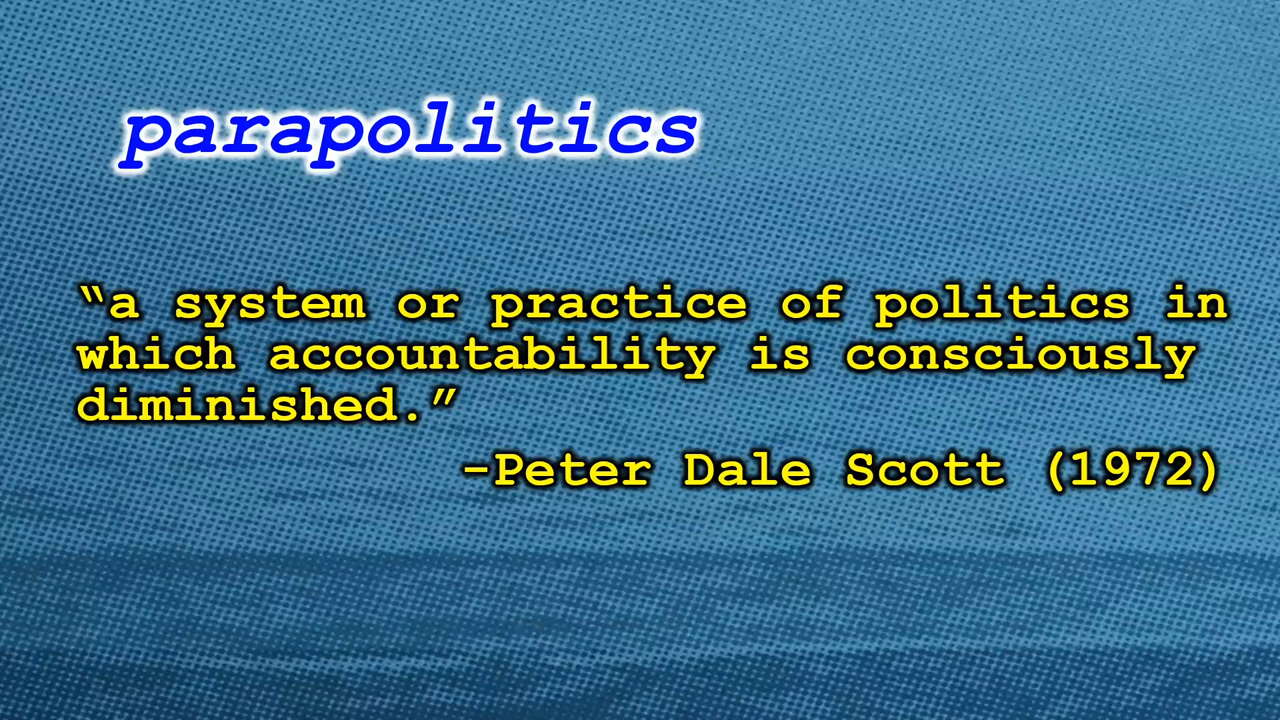 parapolitics
“a system or practice of politics in
which accountability is consciously
diminished.”
-Peter Dale Scott (1972)